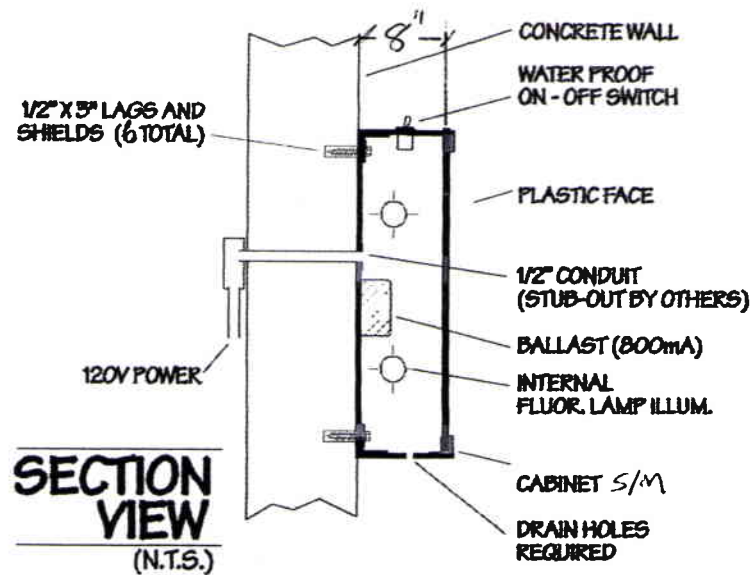 8"
CONCRETE WALL
WATER PROOF
ON - OFF SWITCH
1/2" X 3" LAGS AND
SHIELDS (6 TOTAL)
PLASTIC FACE
1/2" CONDUIT
(STUB-OUT BY OTHERS)
BALLAST (800mA)
120V POWER
INTERNAL
FLUOR. LAMP ILLUM.
CABINET S/M
DRAIN HOLES
REQUIRED
SECTION
VIEW
(N.T.S.)